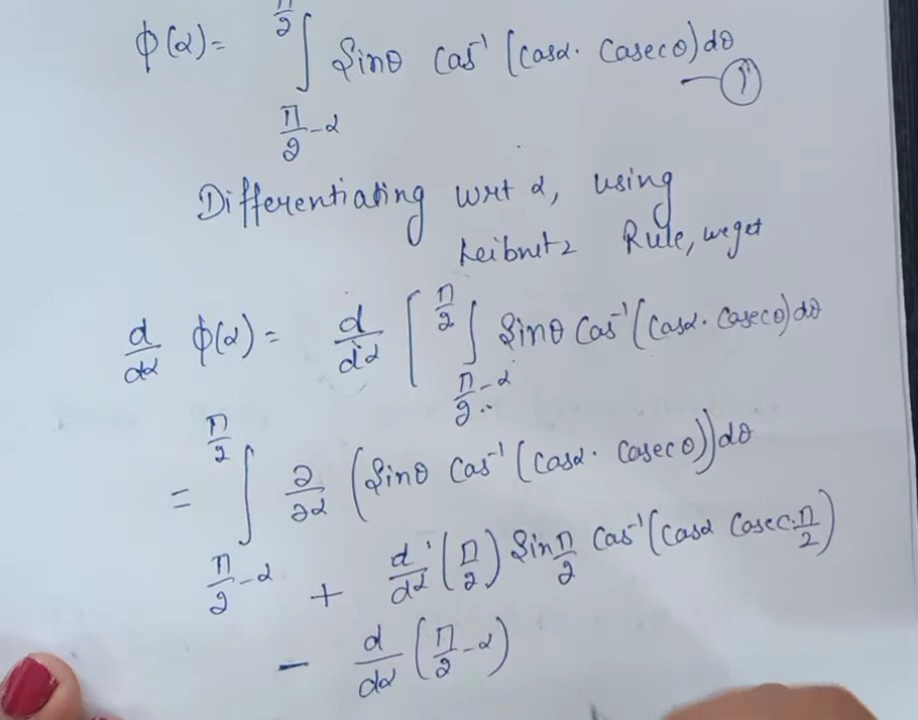 ϕ(α)= π/2 ∫ π/2-α Sinθ Cos⁻¹ (Cosα. Cosecθ)dθ —①
Differentiating wrt α, using
Leibnitz Rule, we get
d/dα ϕ(α)= d/dα [ π/2 ∫ π/2-α Sinθ Cos⁻¹(Cosα. Cosecθ)dθ
= π/2 ∫ π/2-α ∂/∂α (Sinθ Cos⁻¹ (Cosα. Cosecθ))dθ
+ d/dα (π/2) Sin π/2 Cos⁻¹(Cosα Cosec.π/2)
- d/dα (π/2-α)